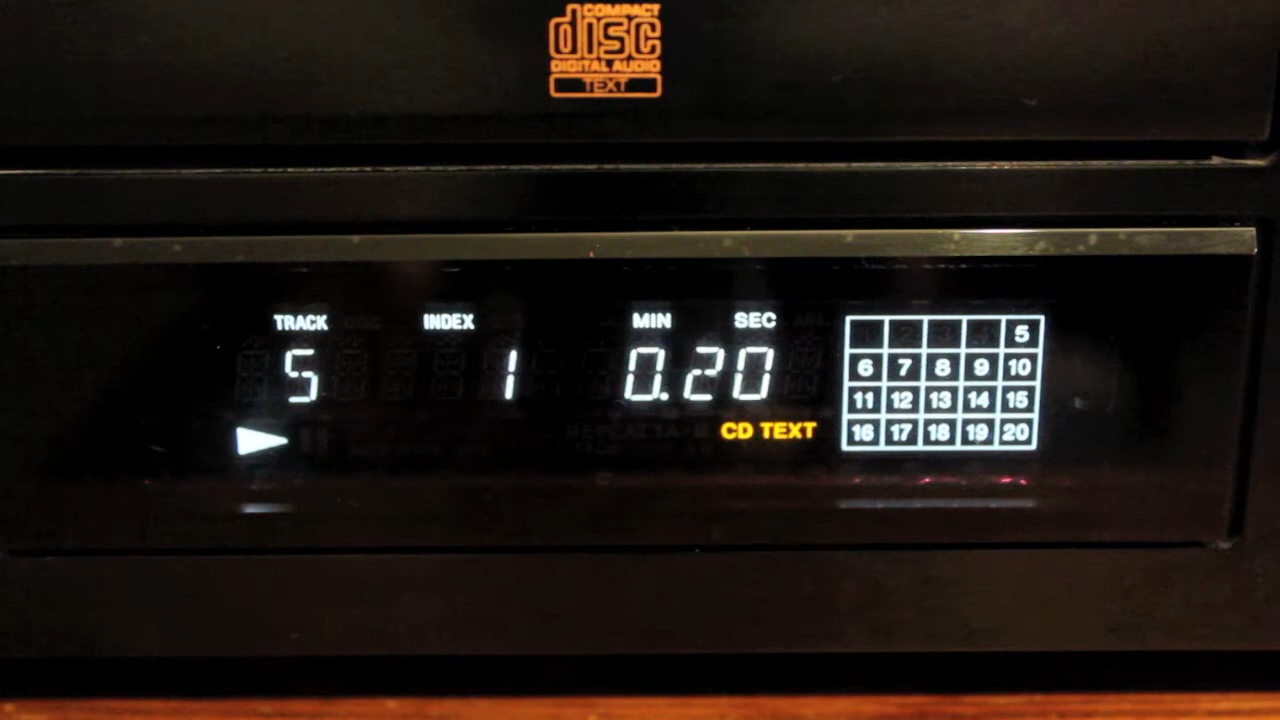 COMPACT
disc
DIGITAL AUDIO
TEXT
TRACK INDEX MIN SEC
5 1 0.20
CD TEXT
5
6 7 8 9 10
11 12 13 14 15
16 17 18 19 20